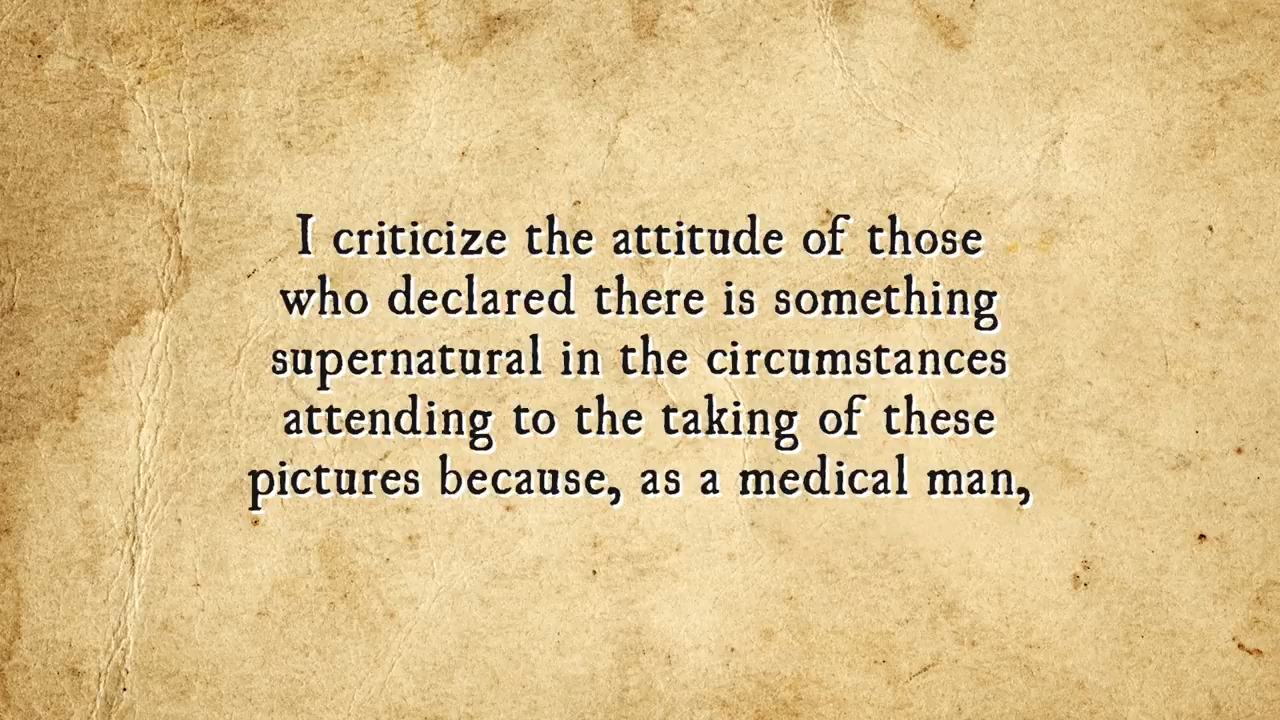 I criticize the attitude of those
who declared there is something
supernatural in the circumstances
attending to the taking of these
pictures because, as a medical man,